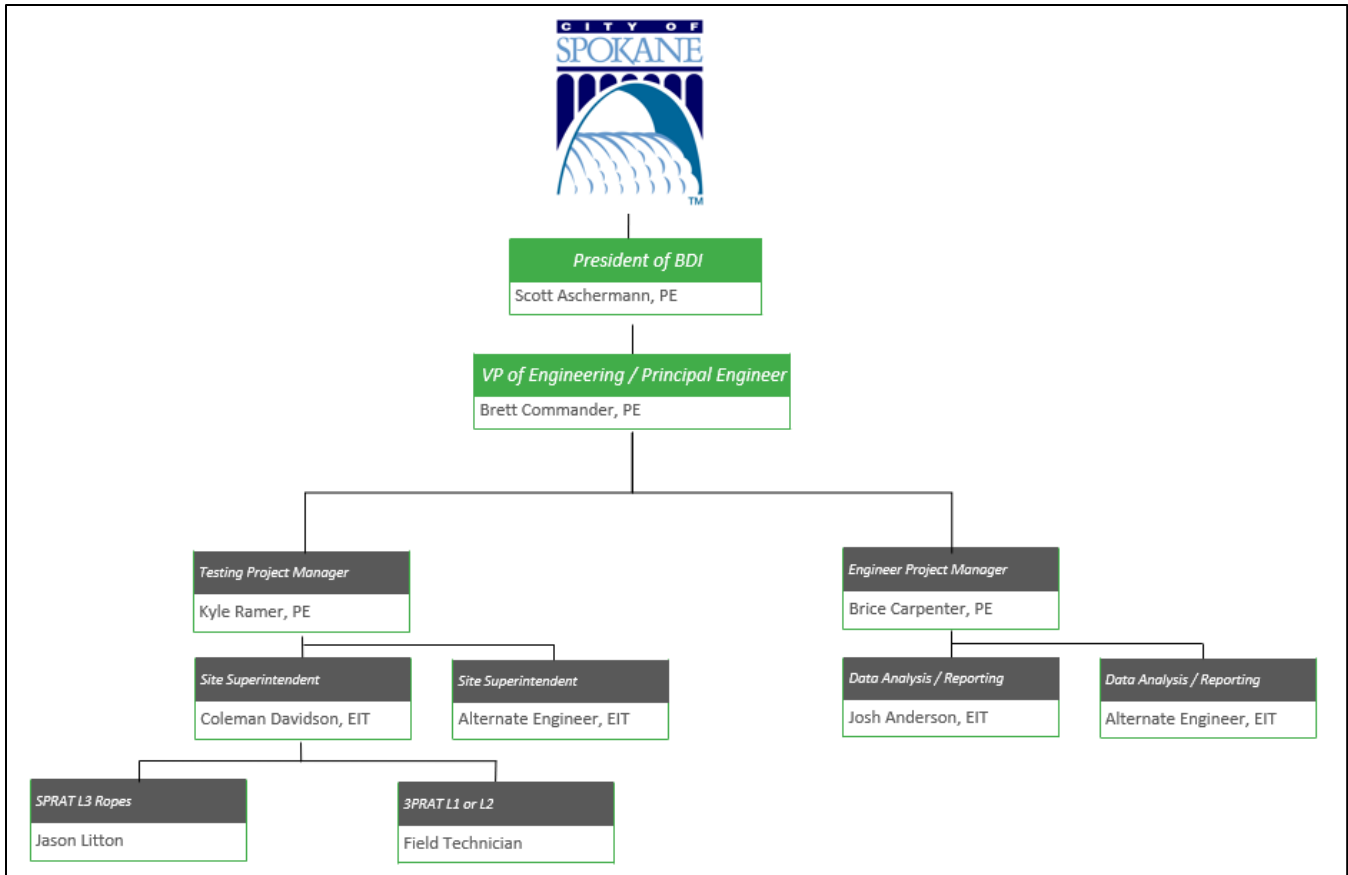 CITY OF
SPOKANE
TM
President of BDI
Scott Aschermann, PE
VP of Engineering / Principal Engineer
Brett Commander, PE
Testing Project Manager
Kyle Ramer, PE
Engineer Project Manager
Brice Carpenter, PE
Site Superintendent
Coleman Davidson, EIT
Site Superintendent
Alternate Engineer, EIT
Data Analysis / Reporting
Josh Anderson, EIT
Data Analysis / Reporting
Alternate Engineer, EIT
SPRAT L3 Ropes
Jason Litton
3PRAT L1 or L2
Field Technician